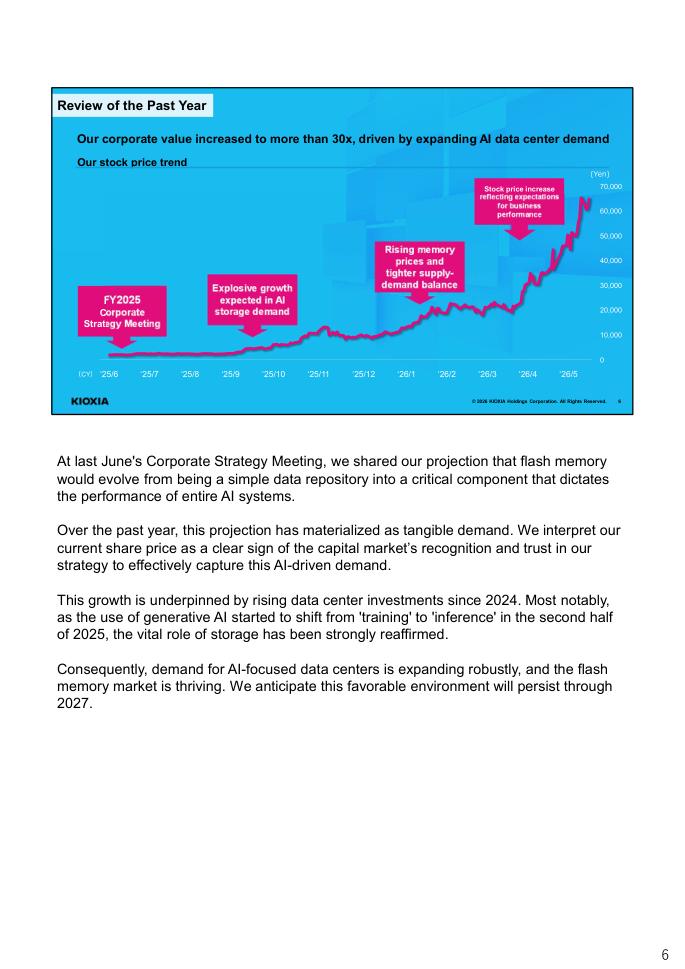 Review of the Past Year
Our corporate value increased to more than 30x, driven by expanding AI data center demand
Our stock price trend
(Yen)
70,000
60,000
50,000
40,000
30,000
20,000
10,000
0
FY2025
Corporate
Strategy Meeting
Explosive growth
expected in AI
storage demand
Rising memory
prices and
tighter supply-
demand balance
Stock price increase
reflecting expectations
for business
performance
(CY) '25/6 '25/7 '25/8 '25/9 '25/10 '25/11 '25/12 '26/1 '26/2 '26/3 '26/4 '26/5
KIOXIA
© 2026 KIOXIA Holdings Corporation. All Rights Reserved. 6
At last June's Corporate Strategy Meeting, we shared our projection that flash memory
would evolve from being a simple data repository into a critical component that dictates
the performance of entire AI systems.
Over the past year, this projection has materialized as tangible demand. We interpret our
current share price as a clear sign of the capital market’s recognition and trust in our
strategy to effectively capture this AI-driven demand.
This growth is underpinned by rising data center investments since 2024. Most notably,
as the use of generative AI started to shift from 'training' to 'inference' in the second half
of 2025, the vital role of storage has been strongly reaffirmed.
Consequently, demand for AI-focused data centers is expanding robustly, and the flash
memory market is thriving. We anticipate this favorable environment will persist through
2027.
6